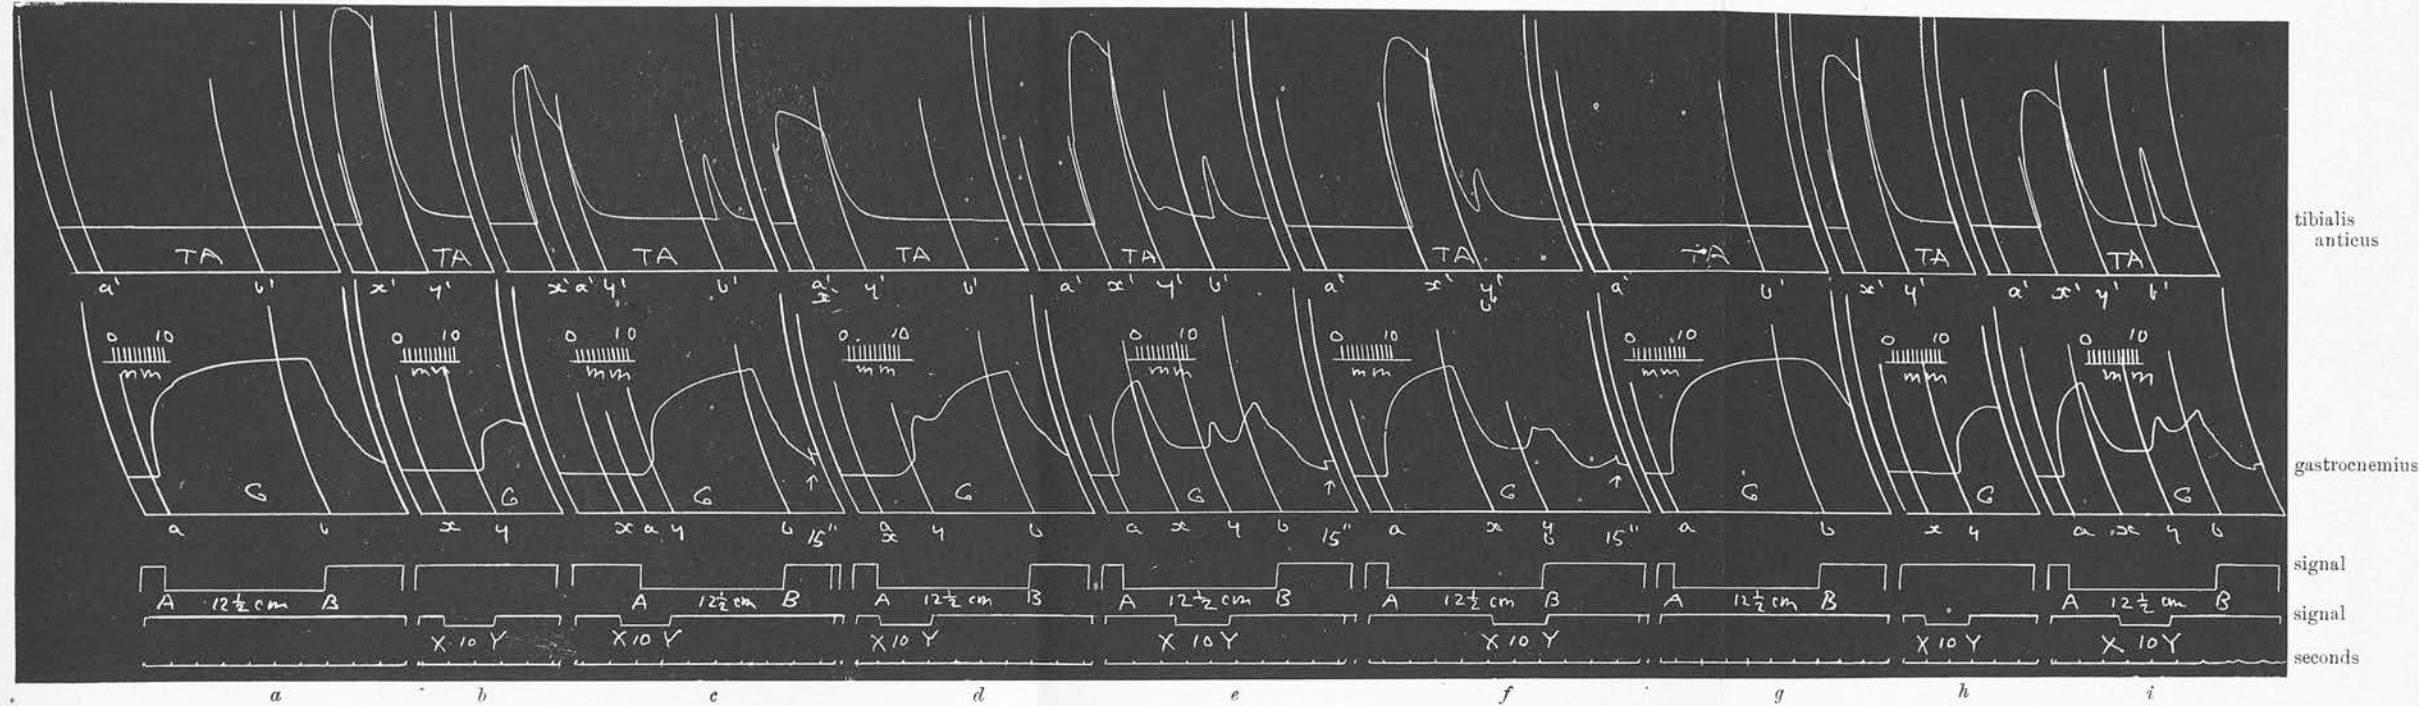 tibialis
anticus
TA TA TA TA TA TA TA TA TA
a' b' x' y' x' a' y' b' a' x' y' b' a' x' y' b' a' x' y' b' a' b' x' y' a' x' y' b'
0 10 0 10 0 10 0 10 0 10 0 10 0 10 0 10 0 10
mm mm mm mm mm mm mm mm mm
gastrocnemius
G G G G G G G G G
a b x y x a y b 15" a x y b a x y b 15" a x y b 15" a b x y a x y b
signal
A 12½ cm B A 12½ cm B A 12½ cm B A 12½ cm B A 12½ cm B A 12½ cm B A 12½ cm B
signal
X 10 Y X 10 Y X 10 Y X 10 Y X 10 Y X 10 Y X 10 Y
seconds
a b c d e f g h i